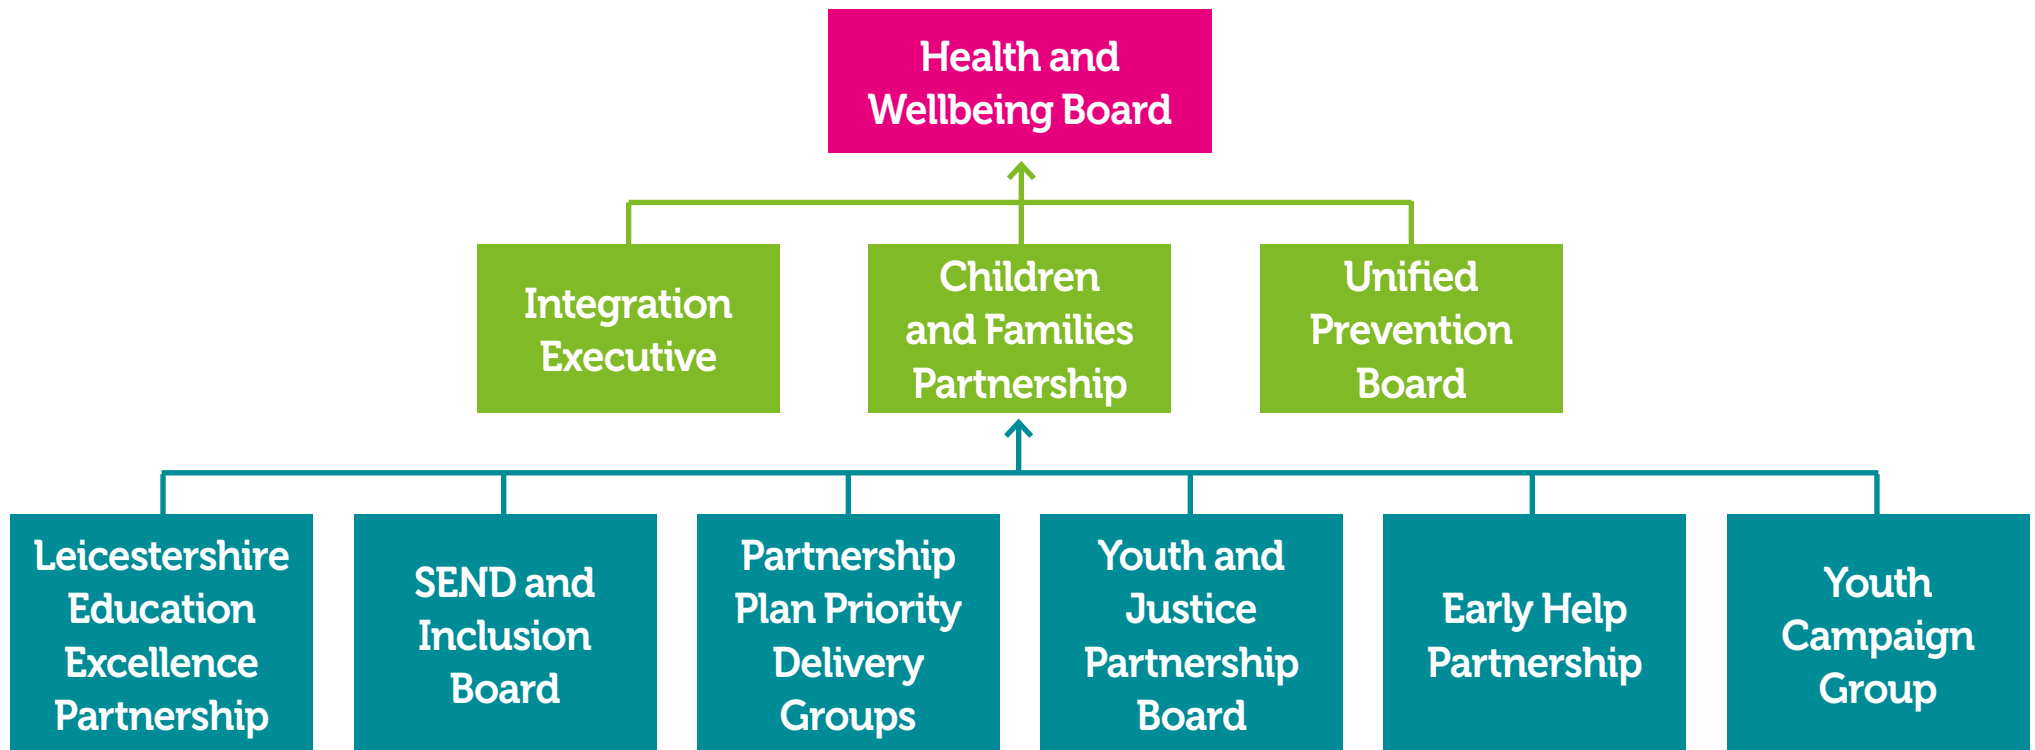 Health and
Wellbeing Board
Integration
Executive
Children
and Families
Partnership
Unified
Prevention
Board
Leicestershire
Education
Excellence
Partnership
SEND and
Inclusion
Board
Partnership
Plan Priority
Delivery
Groups
Youth and
Justice
Partnership
Board
Early Help
Partnership
Youth
Campaign
Group